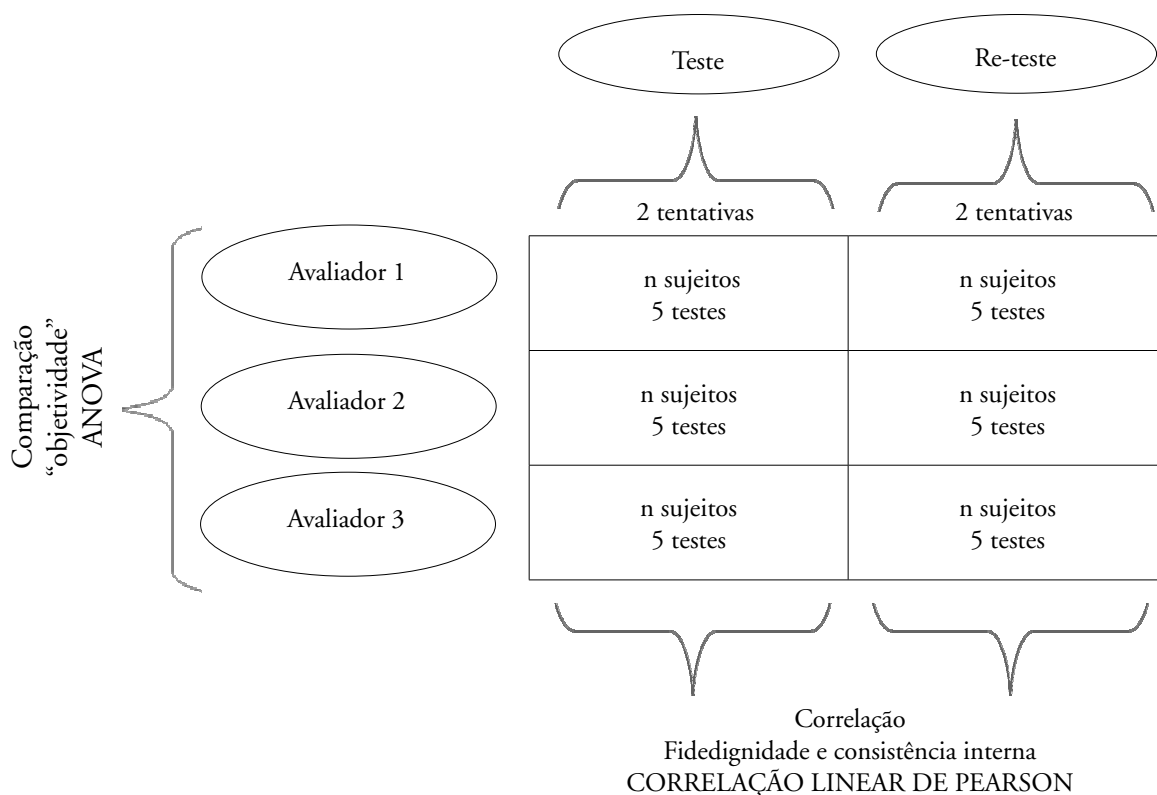 Teste
Re-teste
2 tentativas
2 tentativas
Comparação
“objetividade”
ANOVA
Avaliador 1
n sujeitos
5 testes
n sujeitos
5 testes
Avaliador 2
n sujeitos
5 testes
n sujeitos
5 testes
Avaliador 3
n sujeitos
5 testes
n sujeitos
5 testes
Correlação
Fidedignidade e consistência interna
CORRELAÇÃO LINEAR DE PEARSON